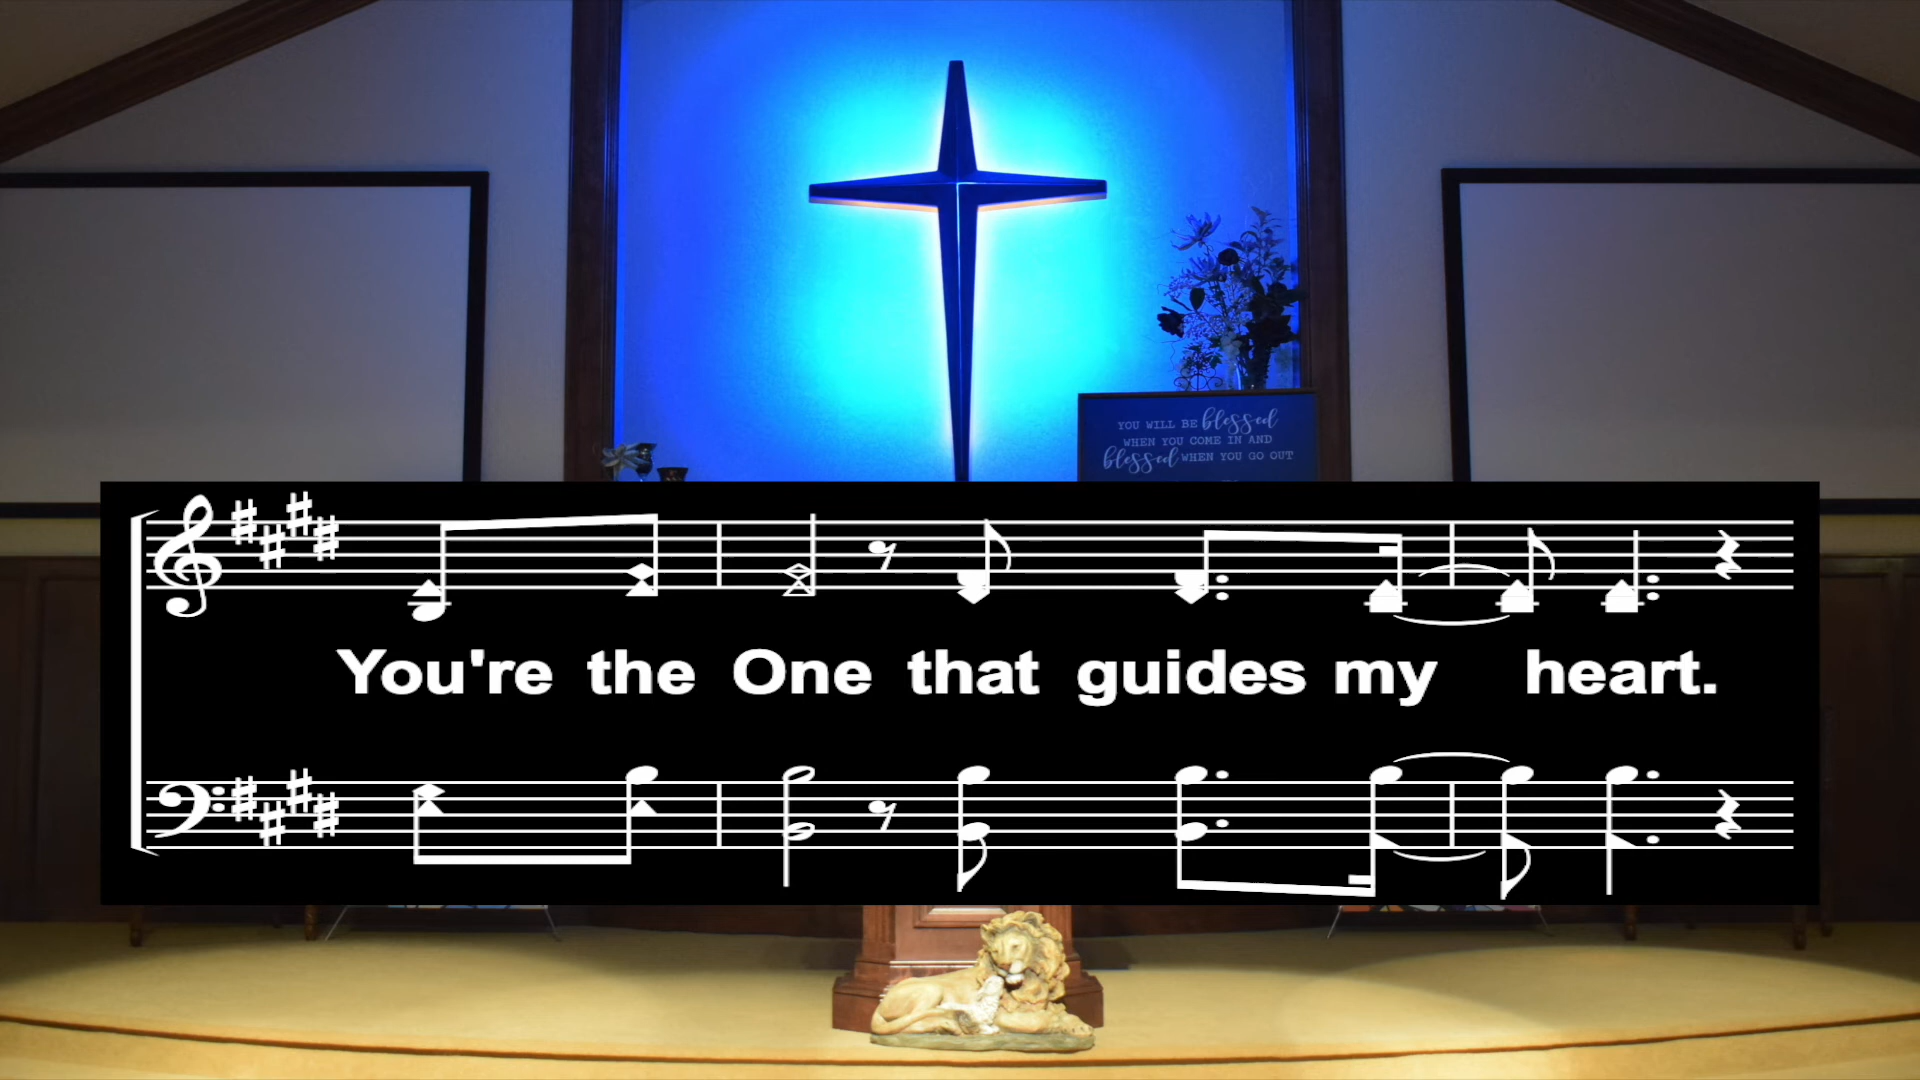 YOU WILL BE blessed
WHEN YOU COME IN AND
blessed WHEN YOU GO OUT
You're the One that guides my heart.